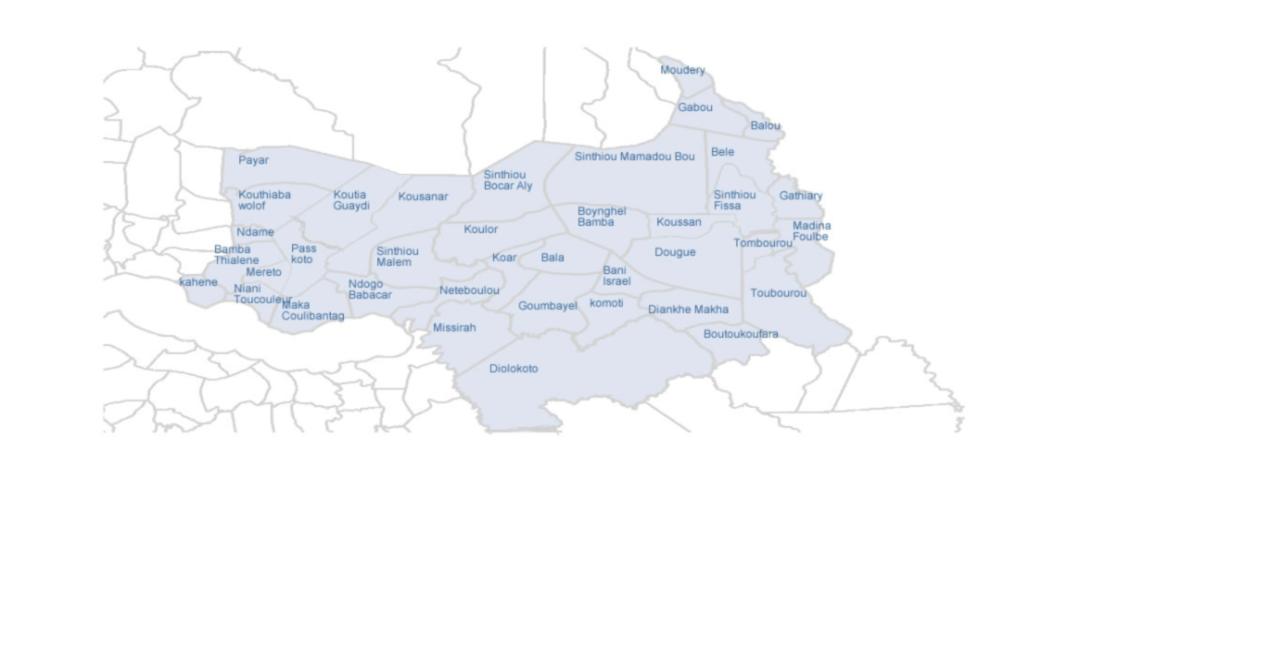 Moudery
Gabou
Balou
Payar
Sinthiou Mamadou Bou
Bele
Sinthiou
Bocar Aly
Kouthiaba
wolof
Koutia
Guaydi
Kousanar
Sinthiou
Fissa
Gathiary
Boynghel
Bamba
Koussan
Madina
Foulbe
Ndame
Koulor
Tombourou
Bamba
Thialene
Pass
koto
Sinthiou
Malem
Koar
Bala
Dougue
Mereto
Bani
Israel
kahene
Niani
Toucouleur
Ndogo
Babacar
Neteboulou
Toubourou
Maka
Coulibantag
Goumbayel
komoti
Diankhe Makha
Missirah
Boutoukoufara
Diolokoto